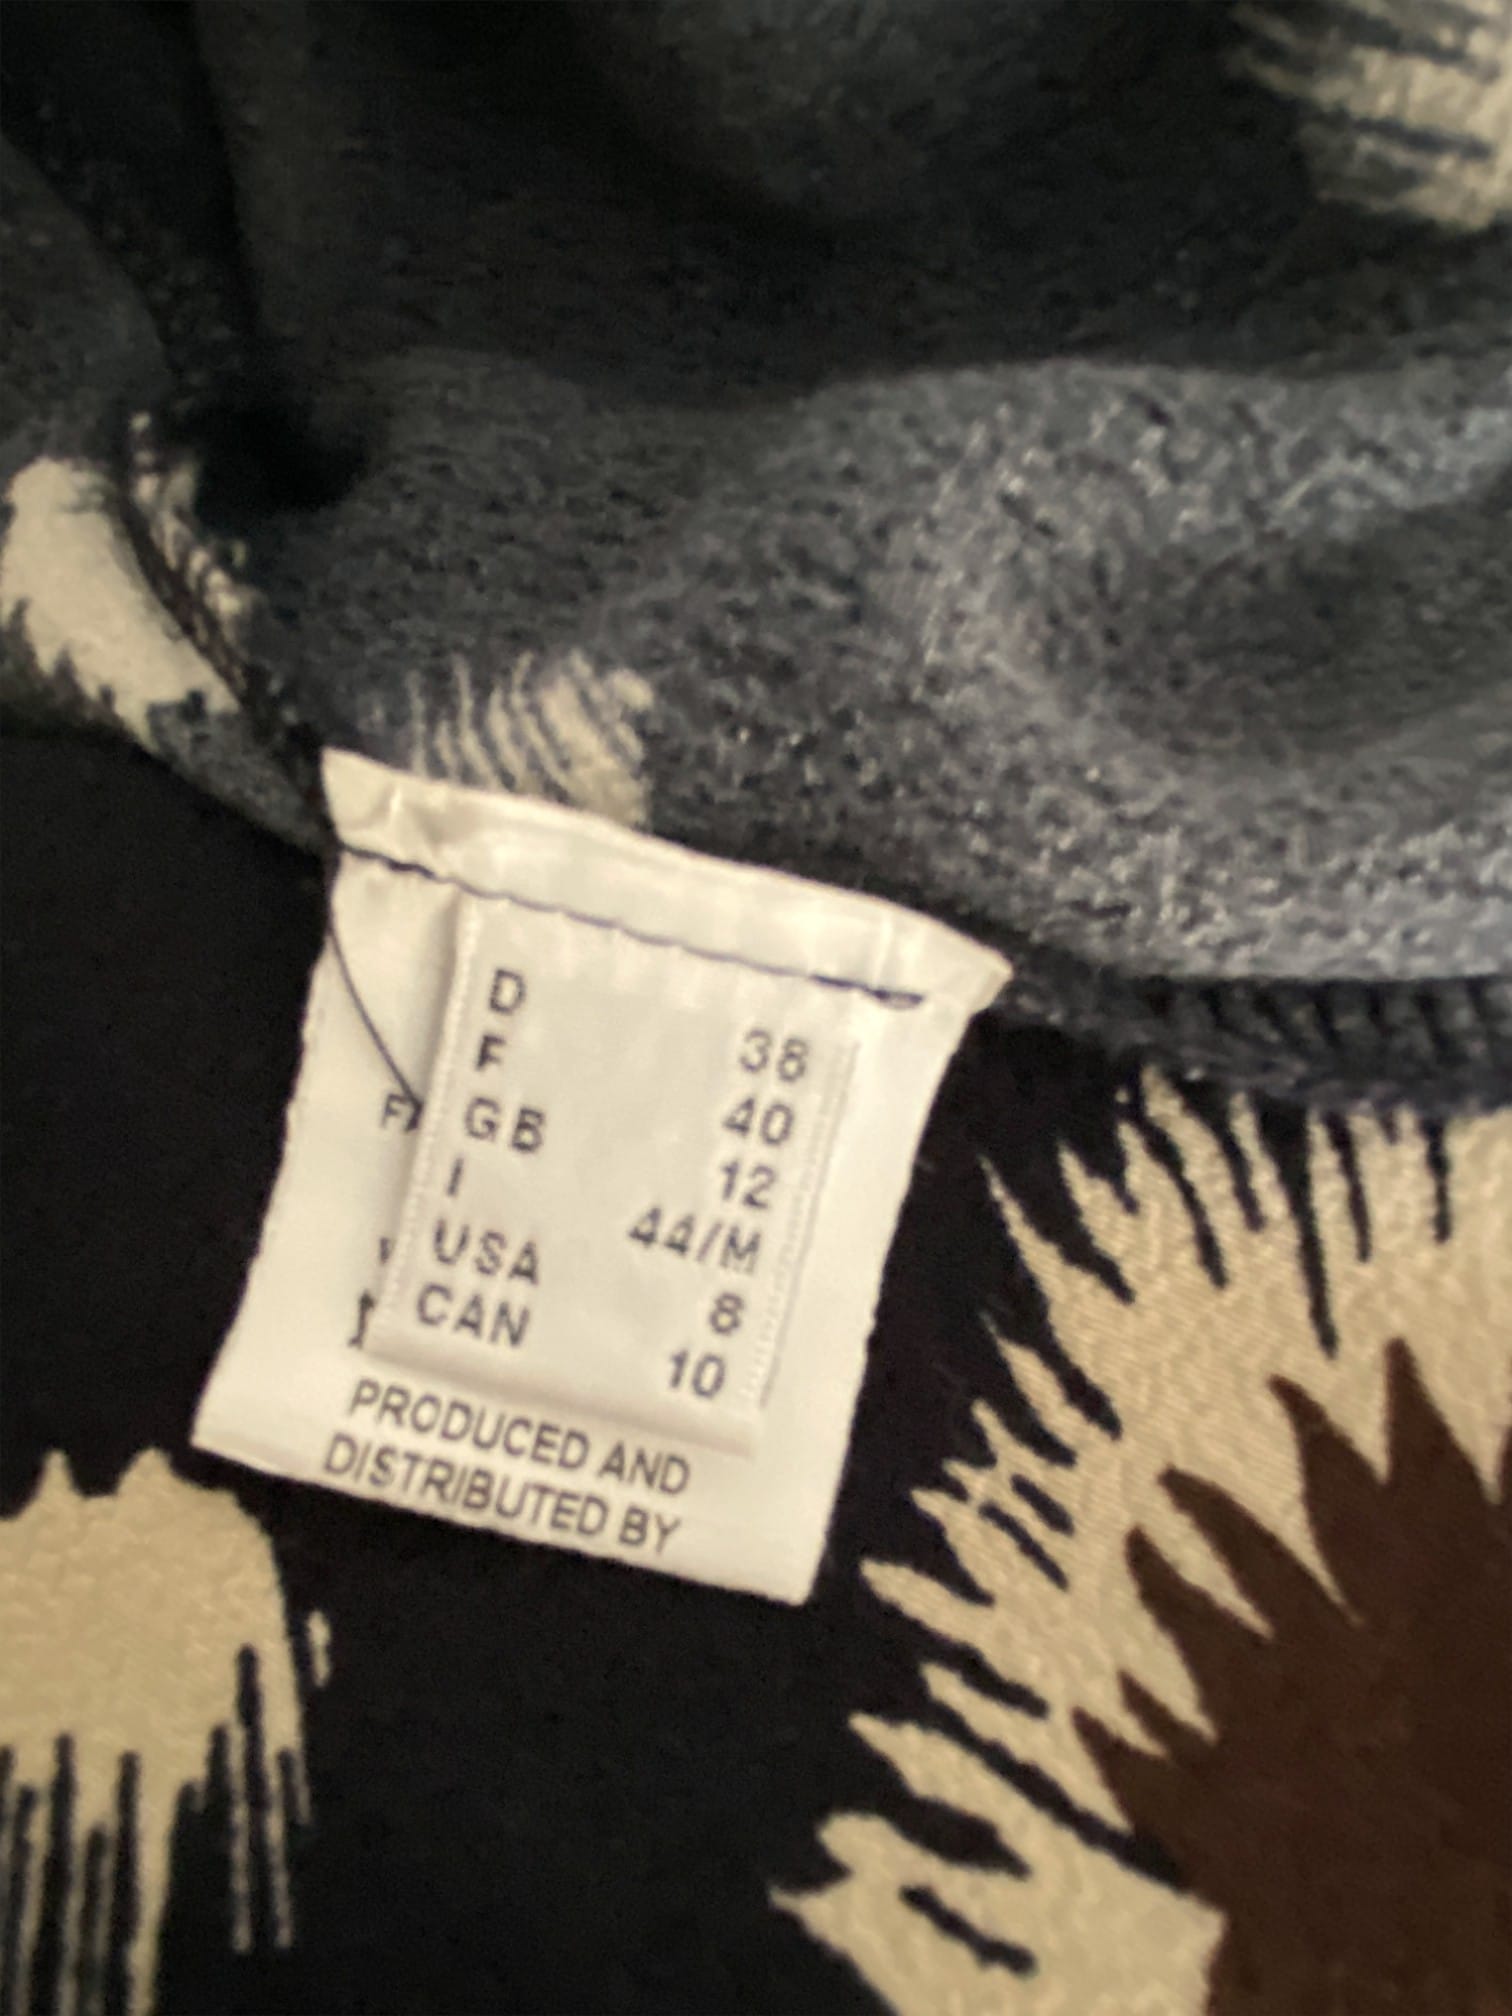 D 38
F 40
GB 12
I 44/M
USA 8
CAN 10
PRODUCED AND
DISTRIBUTED BY